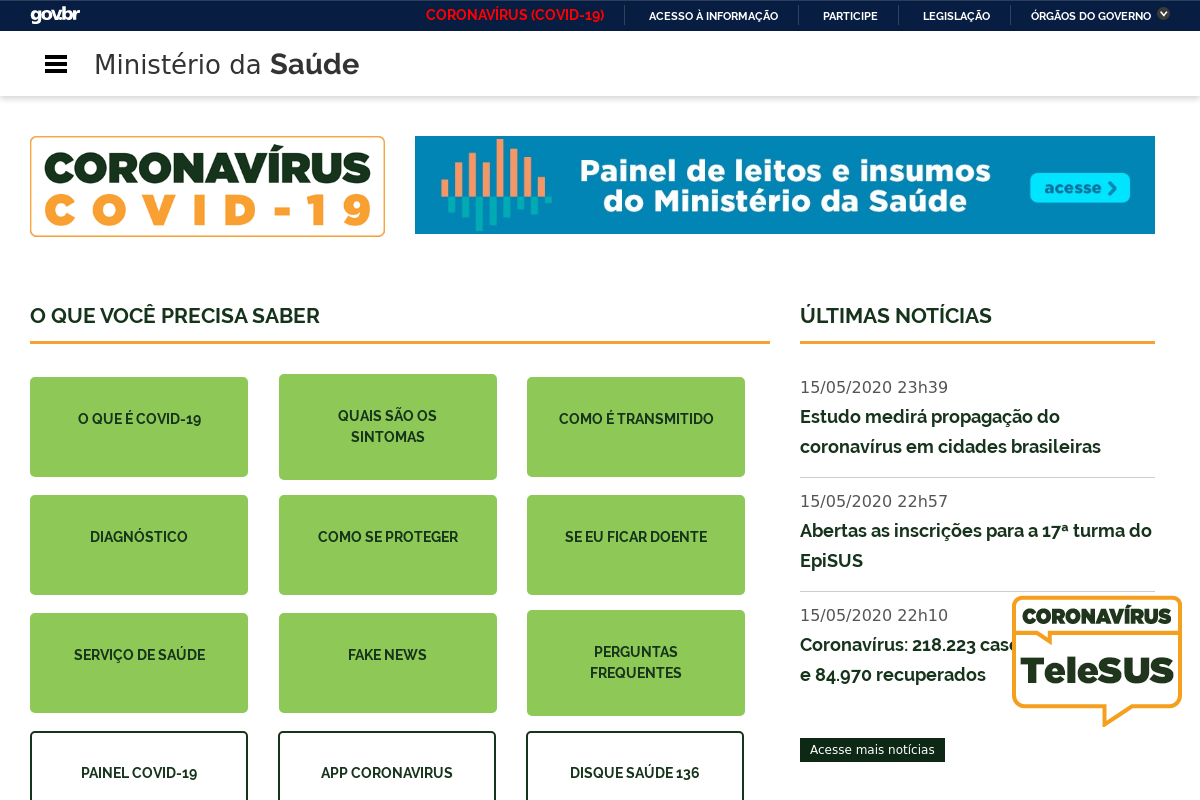 gov.br
CORONAVÍRUS (COVID-19)
ACESSO À INFORMAÇÃO
PARTICIPE
LEGISLAÇÃO
ÓRGÃOS DO GOVERNO
Ministério da Saúde
CORONAVÍRUS
COVID-19
Painel de leitos e insumos
do Ministério da Saúde
acesse
O QUE VOCÊ PRECISA SABER
O QUE É COVID-19
QUAIS SÃO OS
SINTOMAS
COMO É TRANSMITIDO
DIAGNÓSTICO
COMO SE PROTEGER
SE EU FICAR DOENTE
SERVIÇO DE SAÚDE
FAKE NEWS
PERGUNTAS
FREQUENTES
PAINEL COVID-19
APP CORONAVIRUS
DISQUE SAÚDE 136
ÚLTIMAS NOTÍCIAS
15/05/2020 23h39
Estudo medirá propagação do
coronavírus em cidades brasileiras
15/05/2020 22h57
Abertas as inscrições para a 17ª turma do
EpiSUS
15/05/2020 22h10
Coronavírus: 218.223
e 84.970 recuperados
CORONAVÍRUS
TeleSUS
Acesse mais notícias